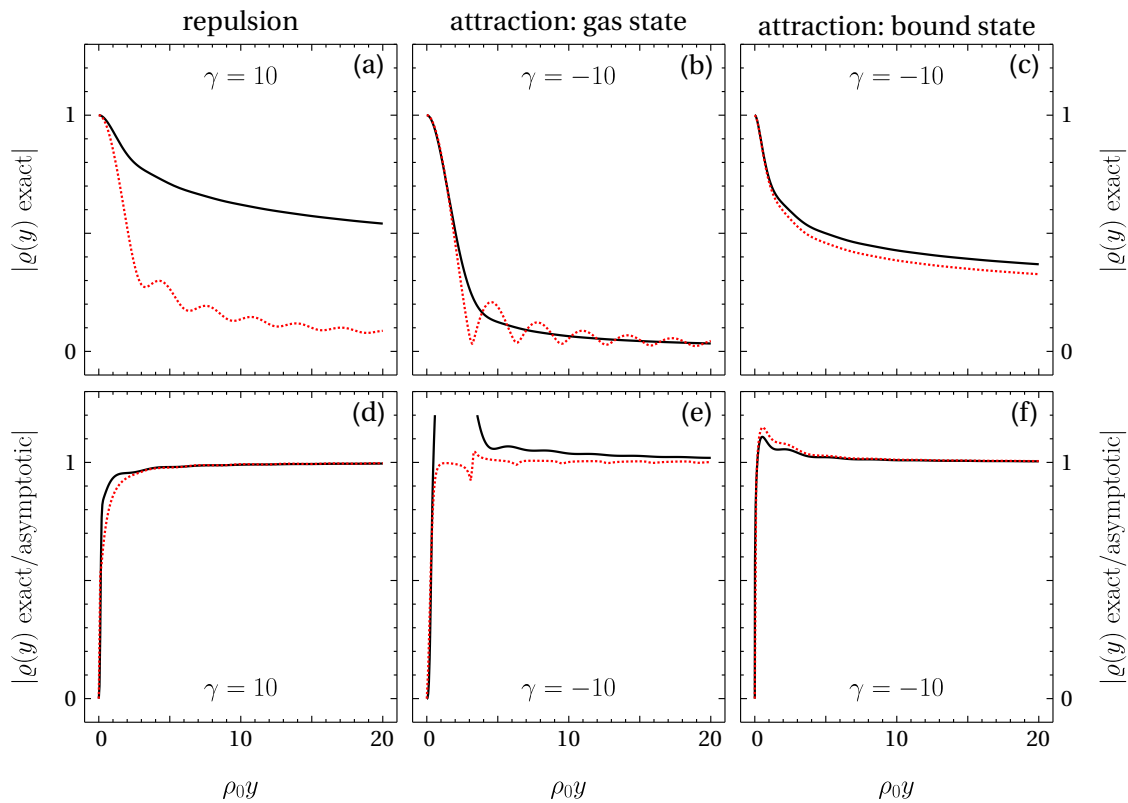 repulsion
attraction: gas state
attraction: bound state
(a)
γ = 10
(b)
γ = −10
(c)
γ = −10
1
0
|ϱ(y) exact|
1
0
|ϱ(y) exact|
(d)
γ = 10
(e)
γ = −10
(f)
γ = −10
1
0
|ϱ(y) exact/asymptotic|
1
0
|ϱ(y) exact/asymptotic|
0 10 20
0 10 20
0 10 20
ρ₀y
ρ₀y
ρ₀y